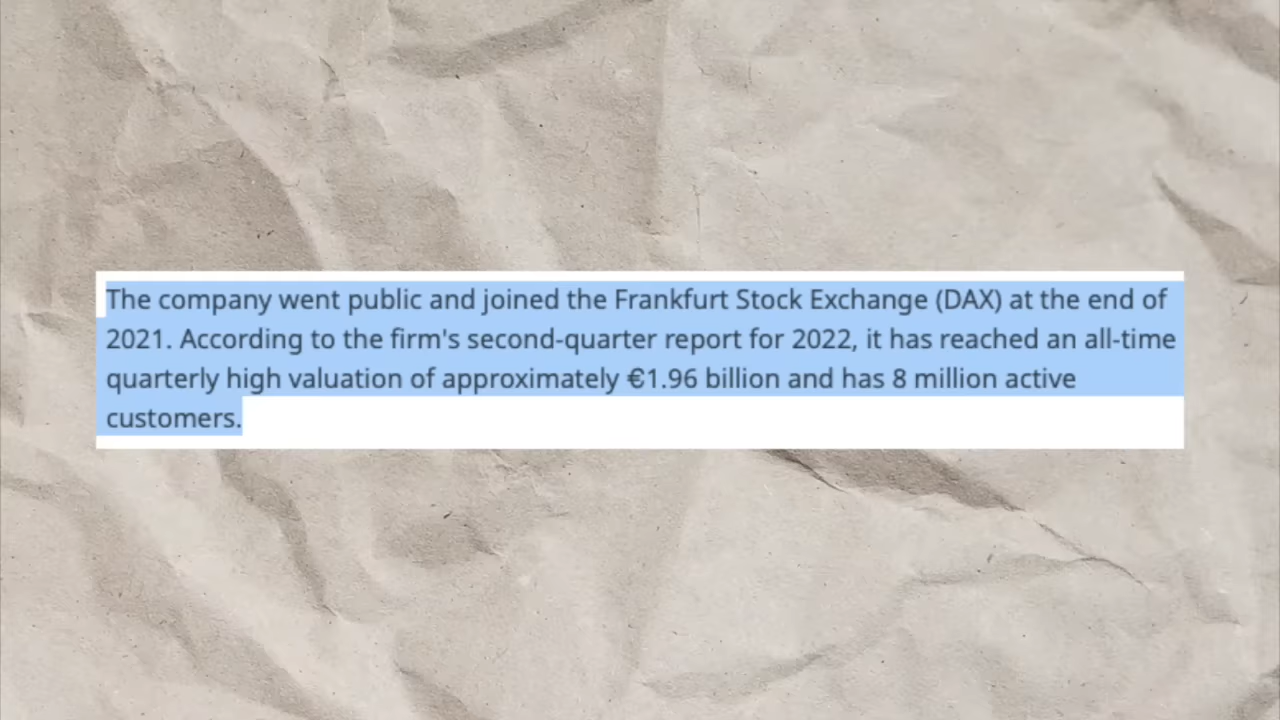 The company went public and joined the Frankfurt Stock Exchange (DAX) at the end of
2021. According to the firm's second-quarter report for 2022, it has reached an all-time
quarterly high valuation of approximately €1.96 billion and has 8 million active
customers.